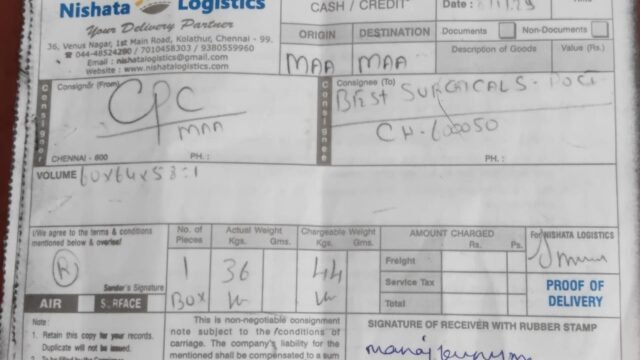 Nishata Logistics
Your Delivery Partner
36, Venus Nagar, 1st Main Road, Kolathur, Chennai - 99.
044-48524280 / 7010458303 / 9380559960
Email : nishatalogistics@gmail.com
Website : www.nishatalogistics.com
CASH / CREDIT
Date :
ORIGIN DESTINATION
MAA MAA
Documents Non-Documents
Description of Goods Value (Rs.)
Consignor
Consignor (From)
CPC
MAA
CHENNAI - 600 PH. :
Consignee
Consignee (To)
BEST SURGICALS
CH-600050
PH. :
VOLUME 60x64x53:1
I/We agree to the terms & conditions
mentioned below & overleaf
R
Sender's Signature
AIR SURFACE
No. of Pieces
1
BOX
Actual Weight
Kgs. Gms.
36
Chargeable Weight
Kgs. Gms.
44
AMOUNT CHARGED
Rs. Ps.
Freight
Service Tax
Total
For NISHATA LOGISTICS
PROOF OF
DELIVERY
Note :
1. Retain this copy for your records.
Duplicate will not be issued.
This is non-negotiable consignment
note subject to the conditions of
carriage. The company's liability for
the mentioned shall be compensated to a sum
SIGNATURE OF RECEIVER WITH RUBBER STAMP